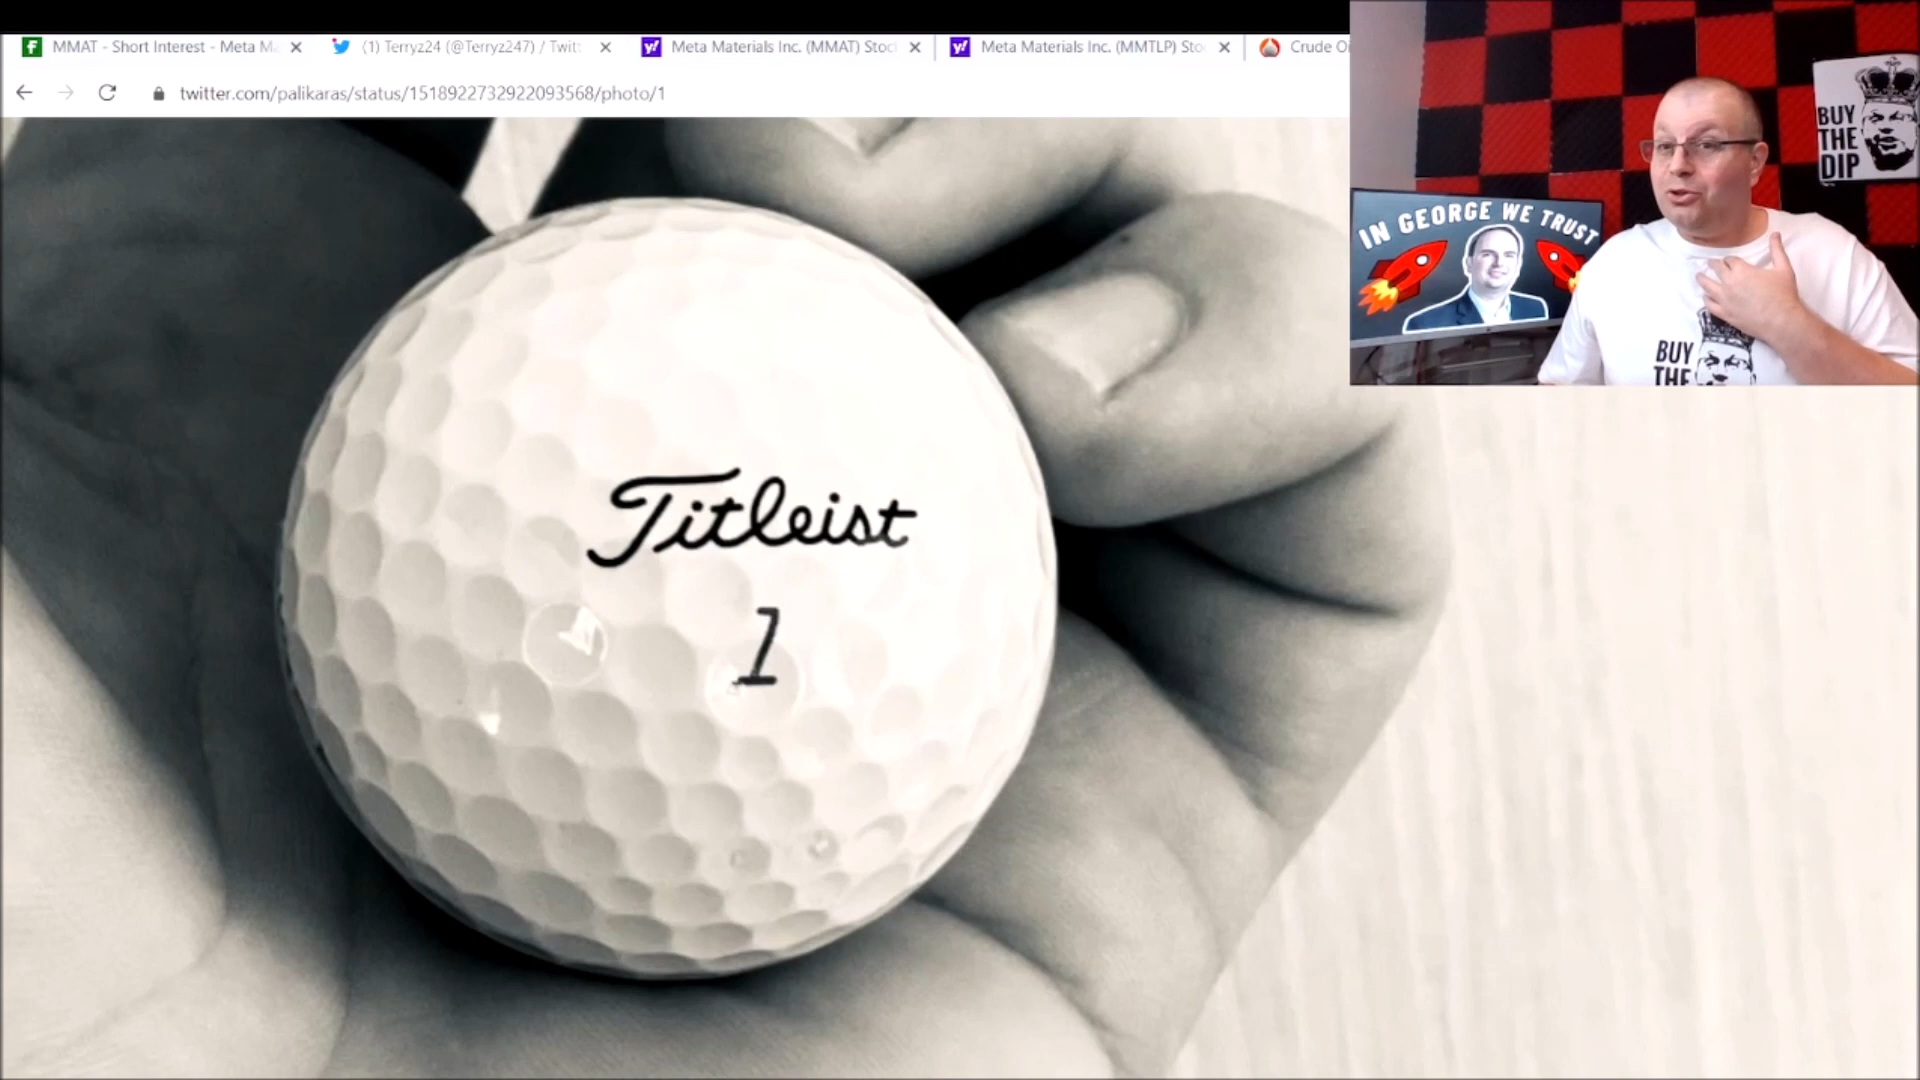 MMAT - Short Interest - Meta M
(1) Terryz24 (@Terryz247) / Twitt
Meta Materials Inc. (MMAT) Stoc
Meta Materials Inc. (MMTLP) Sto
Crude O
twitter.com/palikaras/status/1518922732922093568/photo/1
Titleist
1
IN GEORGE WE TRUST
BUY
THE
DIP
BUY
THE